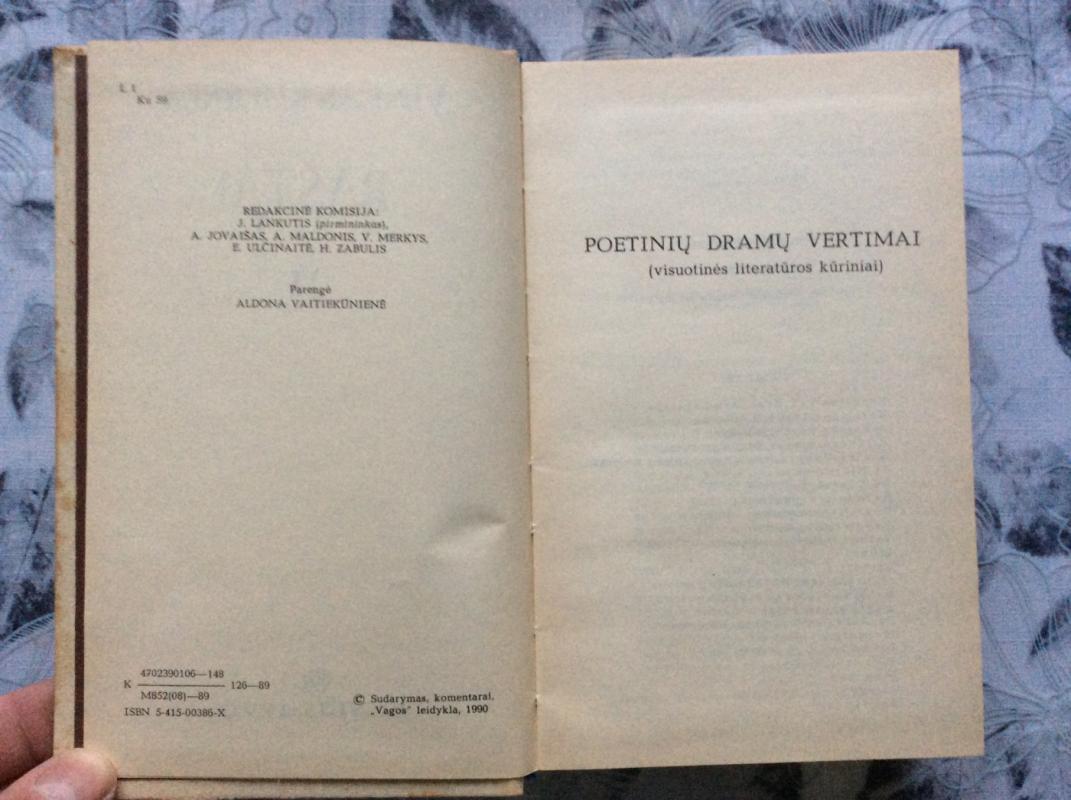 L 1
Ku 58
REDAKCINĖ KOMISIJA:
J. LANKUTIS (pirmininkas),
A. JOVAIŠAS, A. MALDONIS, V. MERKYS,
E. ULČINAITĖ, H. ZABULIS
Parengė
ALDONA VAITIEKŪNIENĖ
4702390106—148
K 126—89
M852(08)—89
ISBN 5-415-00386-X
© Sudarymas, komentarai,
„Vagos" leidykla, 1990
POETINIŲ DRAMŲ VERTIMAI
(visuotinės literatūros kūriniai)